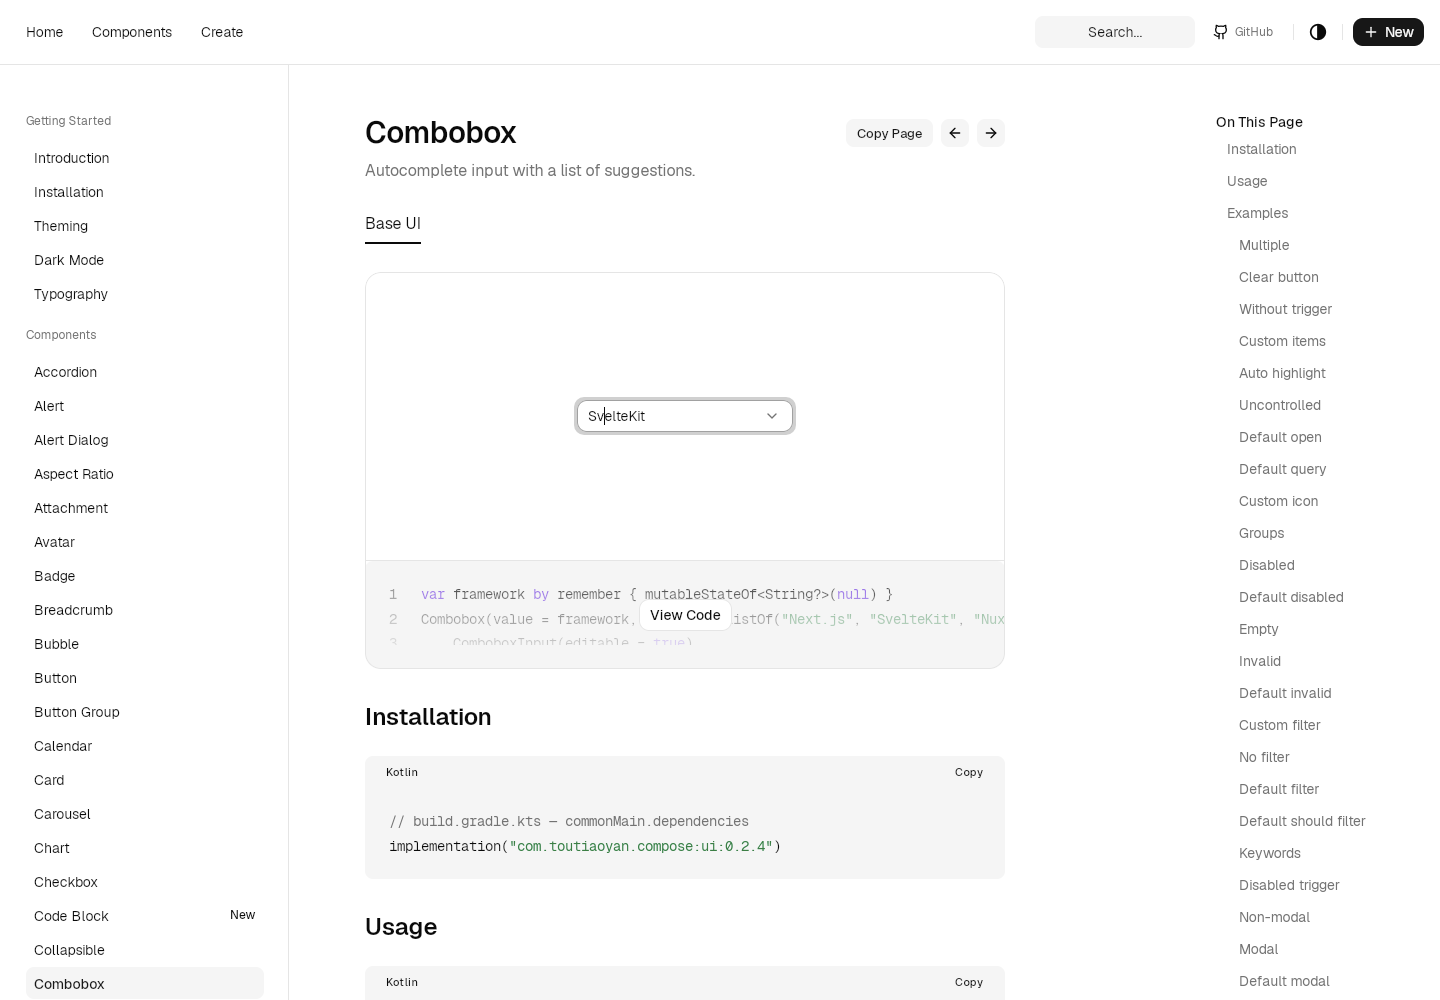 Home
Components
Create
Search...
GitHub
New
Getting Started
Introduction
Installation
Theming
Dark Mode
Typography
Components
Accordion
Alert
Alert Dialog
Aspect Ratio
Attachment
Avatar
Badge
Breadcrumb
Bubble
Button
Button Group
Calendar
Card
Carousel
Chart
Checkbox
Code Block New
Collapsible
Combobox
Combobox
Copy Page
Autocomplete input with a list of suggestions.
Base UI
SvelteKit
1 var framework by remember { mutableStateOf<String?>(null) }
2 Combobox(value = framework, istOf("Next.js", "SvelteKit", "Nux
3 ComboboxInput(editable = true)
View Code
Installation
Kotlin Copy
// build.gradle.kts — commonMain.dependencies
implementation("com.toutiaoyan.compose:ui:0.2.4")
Usage
Kotlin Copy
On This Page
Installation
Usage
Examples
Multiple
Clear button
Without trigger
Custom items
Auto highlight
Uncontrolled
Default open
Default query
Custom icon
Groups
Disabled
Default disabled
Empty
Invalid
Default invalid
Custom filter
No filter
Default filter
Default should filter
Keywords
Disabled trigger
Non-modal
Modal
Default modal